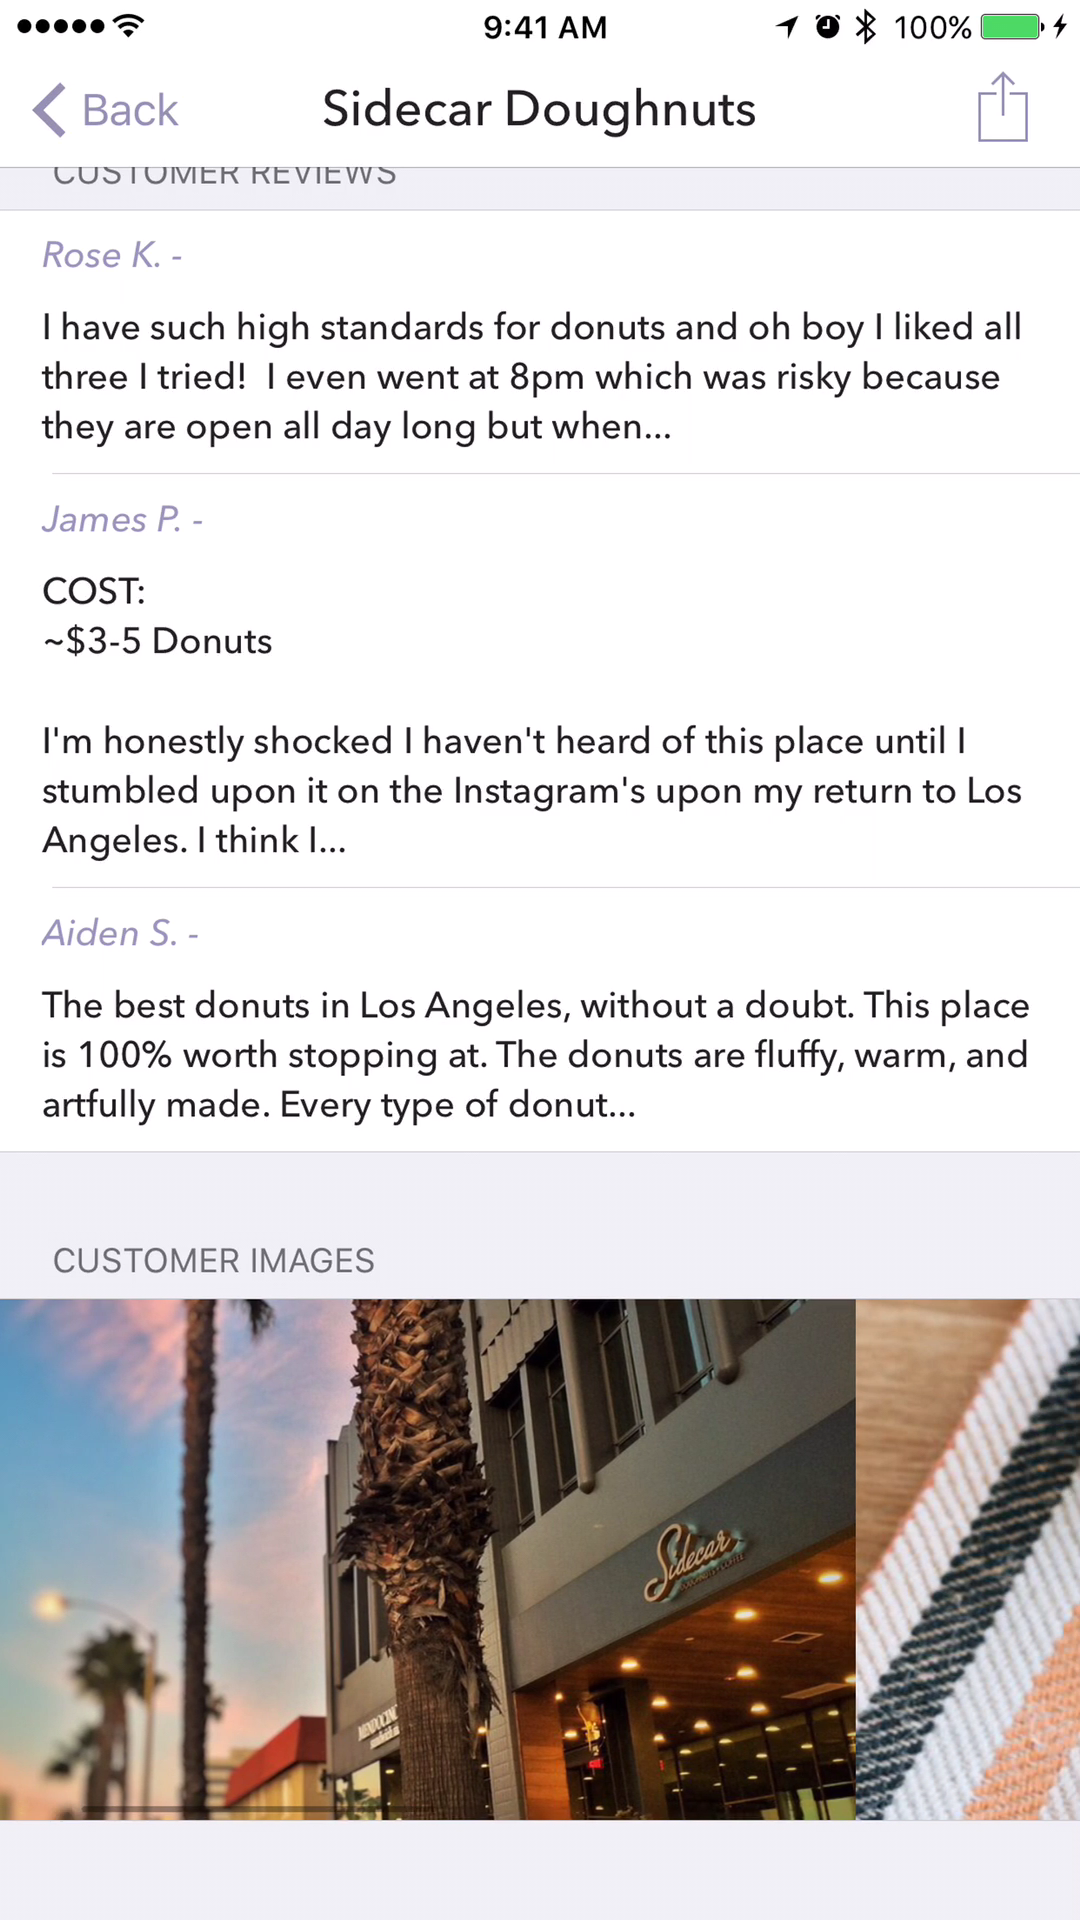 9:41 AM
100%
Back
Sidecar Doughnuts
CUSTOMER REVIEWS
Rose K. -
I have such high standards for donuts and oh boy I liked all
three I tried!  I even went at 8pm which was risky because
they are open all day long but when...
James P. -
COST:
~$3-5 Donuts
I'm honestly shocked I haven't heard of this place until I
stumbled upon it on the Instagram's upon my return to Los
Angeles. I think I...
Aiden S. -
The best donuts in Los Angeles, without a doubt. This place
is 100% worth stopping at. The donuts are fluffy, warm, and
artfully made. Every type of donut...
CUSTOMER IMAGES
Sidecar
DOUGHNUTS & COFFEE